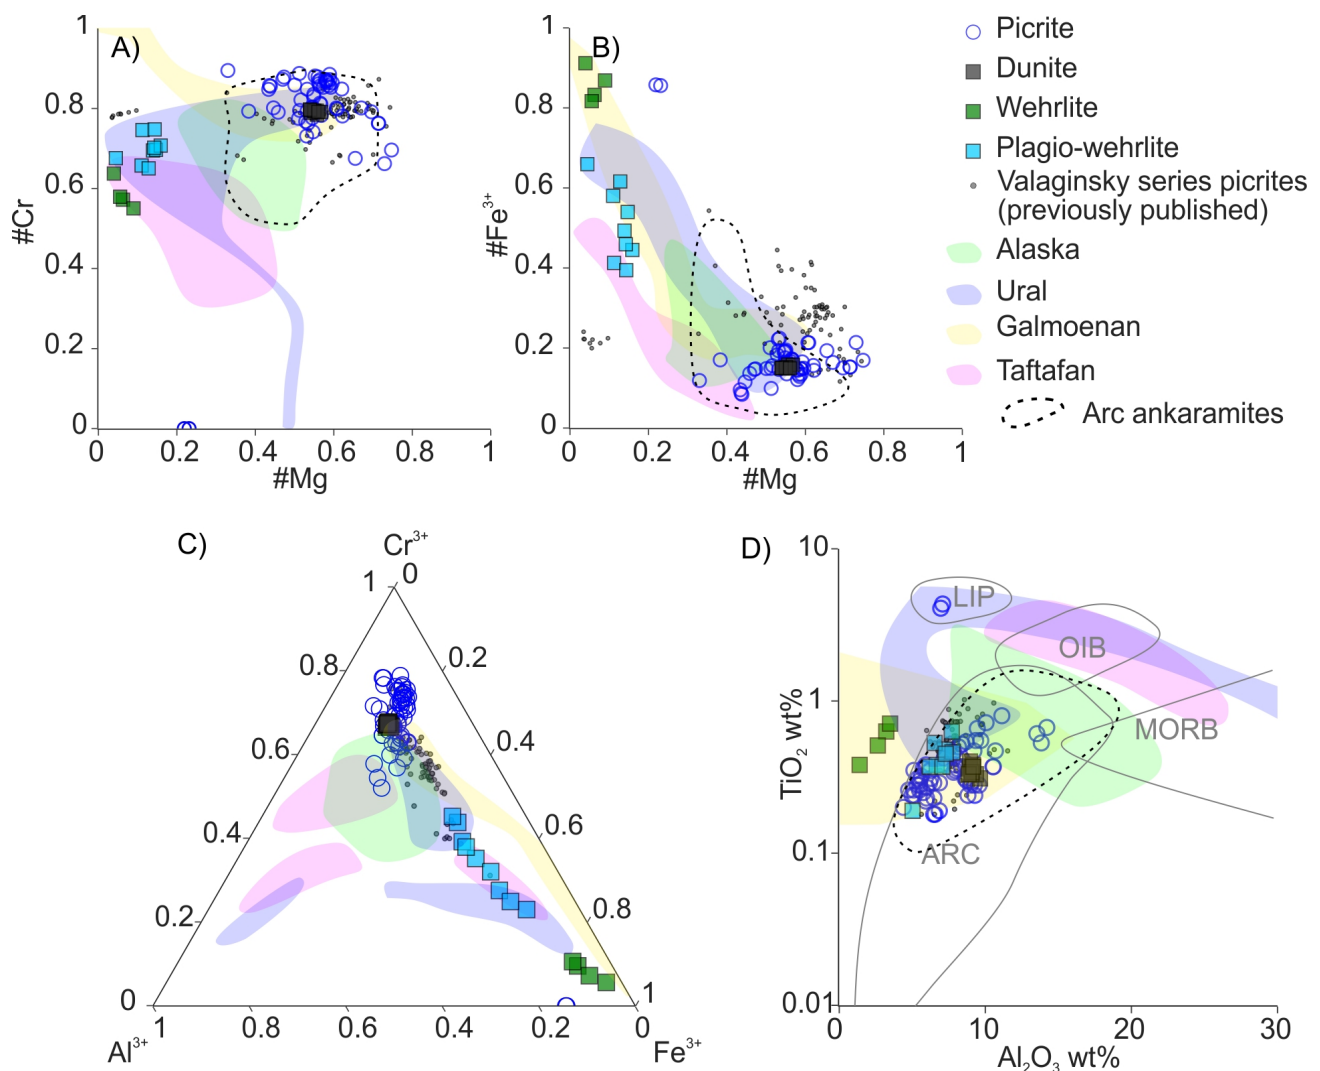 A)
1
0.8
0.6
0.4
0.2
0
#Cr
0
0.2
0.4
0.6
0.8
1
#Mg
B)
1
0.8
0.6
0.4
0.2
0
#Fe³⁺
0
0.2
0.4
0.6
0.8
1
#Mg
Picrite
Dunite
Wehrlite
Plagio-wehrlite
Valaginsky series picrites
(previously published)
Alaska
Ural
Galmoenan
Taftafan
Arc ankaramites
C)
Cr³⁺
1
0
0.8
0.2
0.6
0.4
0.4
0.6
0.2
0.8
0
1
1
0.8
0.6
0.4
0.2
0
Al³⁺
Fe³⁺
D)
10
1
0.1
0.01
TiO₂ wt%
LIP
OIB
MORB
ARC
0
10
20
30
Al₂O₃ wt%